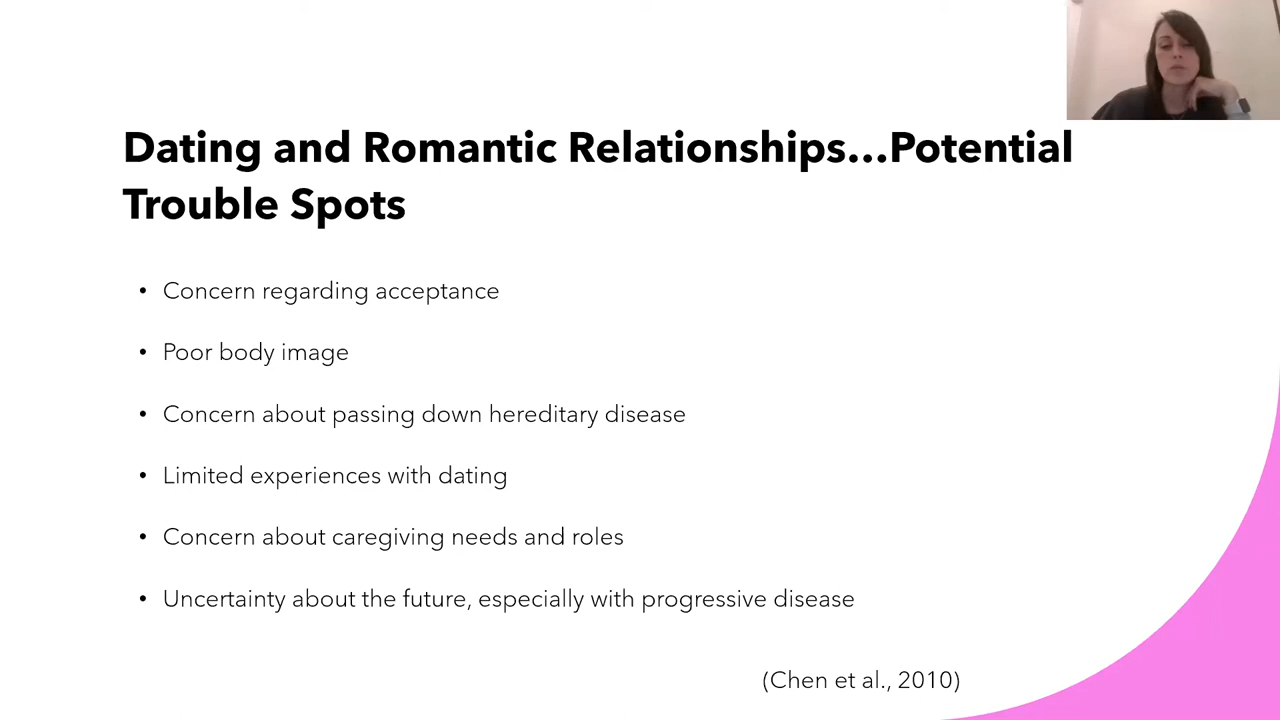 Dating and Romantic Relationships...Potential
Trouble Spots
• Concern regarding acceptance
• Poor body image
• Concern about passing down hereditary disease
• Limited experiences with dating
• Concern about caregiving needs and roles
• Uncertainty about the future, especially with progressive disease
(Chen et al., 2010)